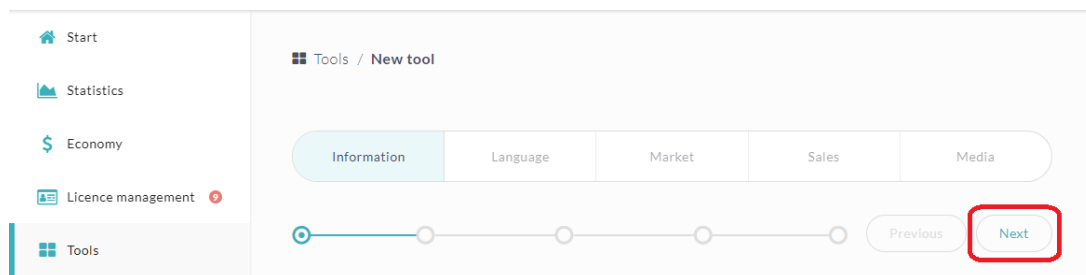 Start
Statistics
Economy
Licence management 9
Tools
Tools / New tool
Information Language Market Sales Media
Previous Next